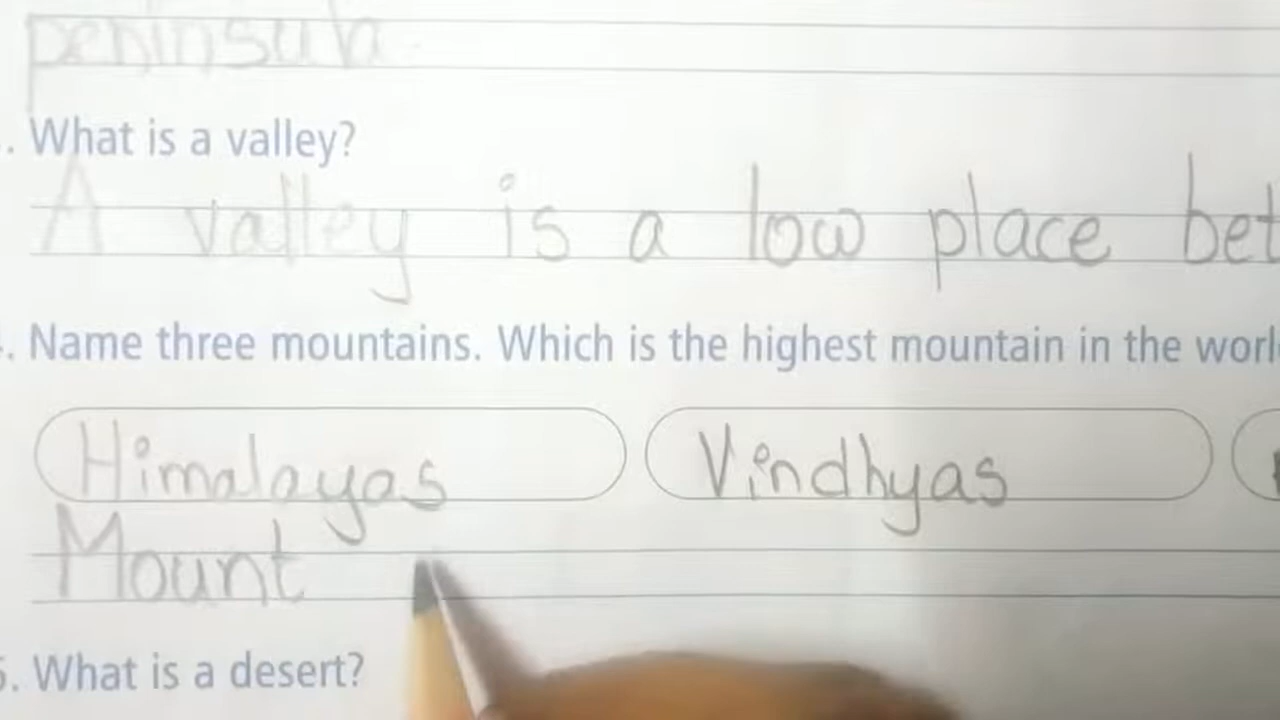 peninsula
. What is a valley?
A valley is a low place bet
. Name three mountains. Which is the highest mountain in the worl
Himalayas Vindhyas
Mount
5. What is a desert?